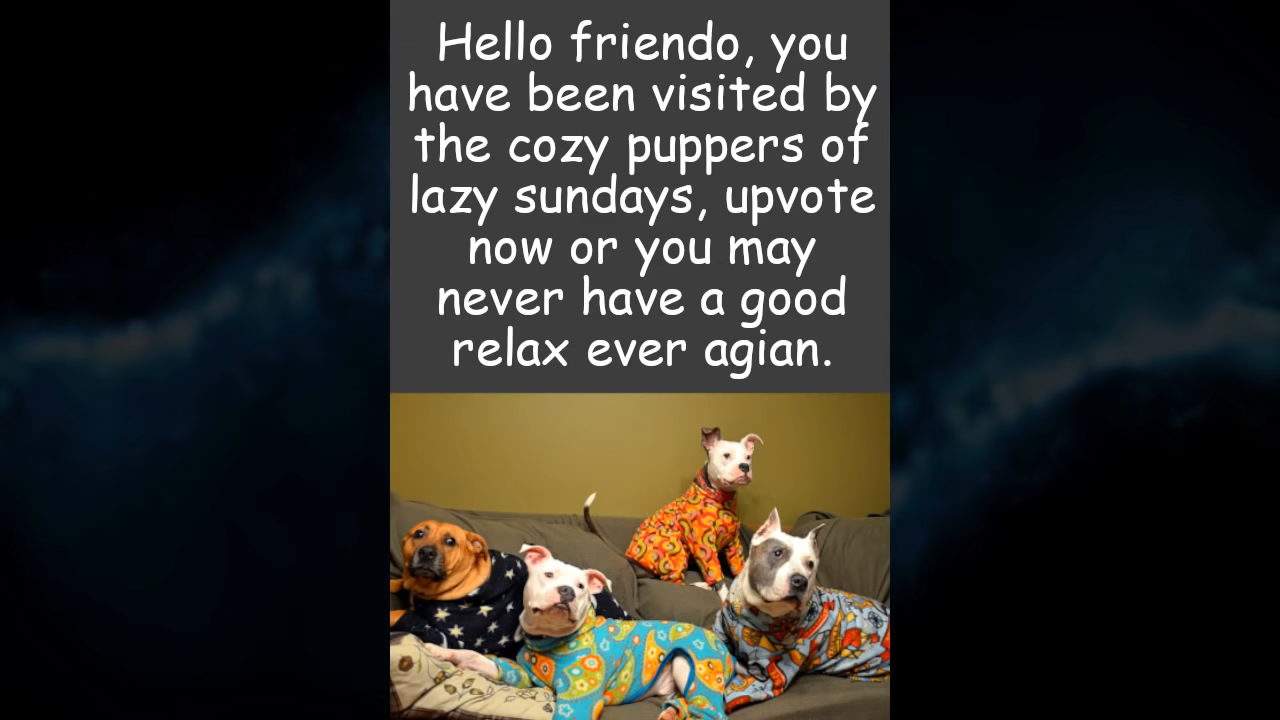 Hello friendo, you
have been visited by
the cozy puppers of
lazy sundays, upvote
now or you may
never have a good
relax ever agian.